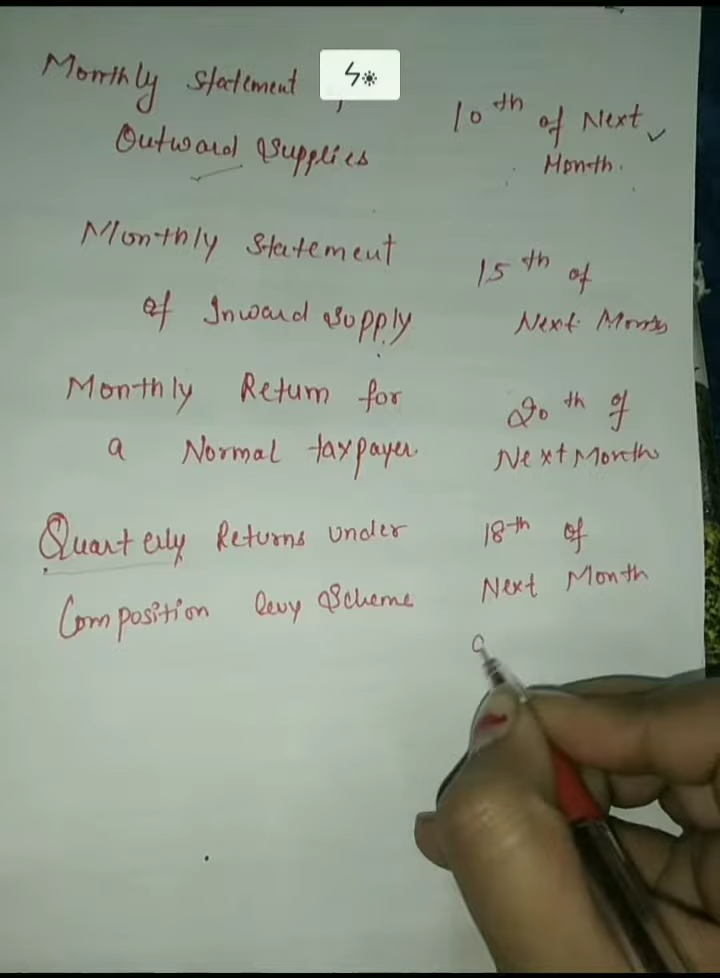 Monthly Statement
Outward Supplies
10th of Next
Month.
Monthly Statement
of Inward Supply
15th of
Next Month
Monthly Return for
a Normal taxpayer.
20th of
Next Month
Quarterly Returns under
Composition levy Scheme
18th of
Next Month